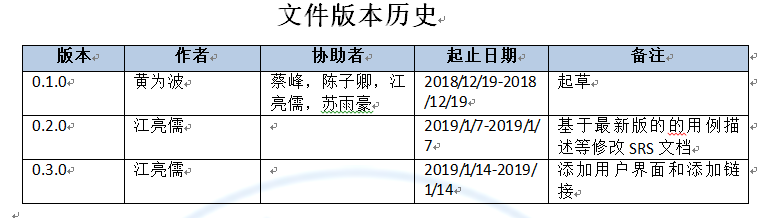 文件版本历史
版本 作者 协助者 起止日期 备注
0.1.0 黄为波 蔡峰，陈子卿，江 2018/12/19-2018 起草
亮儒，苏雨豪 /12/19
0.2.0 江亮儒 2019/1/7-2019/1/ 基于最新版的的用例描
7 述等修改 SRS 文档
0.3.0 江亮儒 2019/1/14-2019/ 添加用户界面和添加链
1/14 接